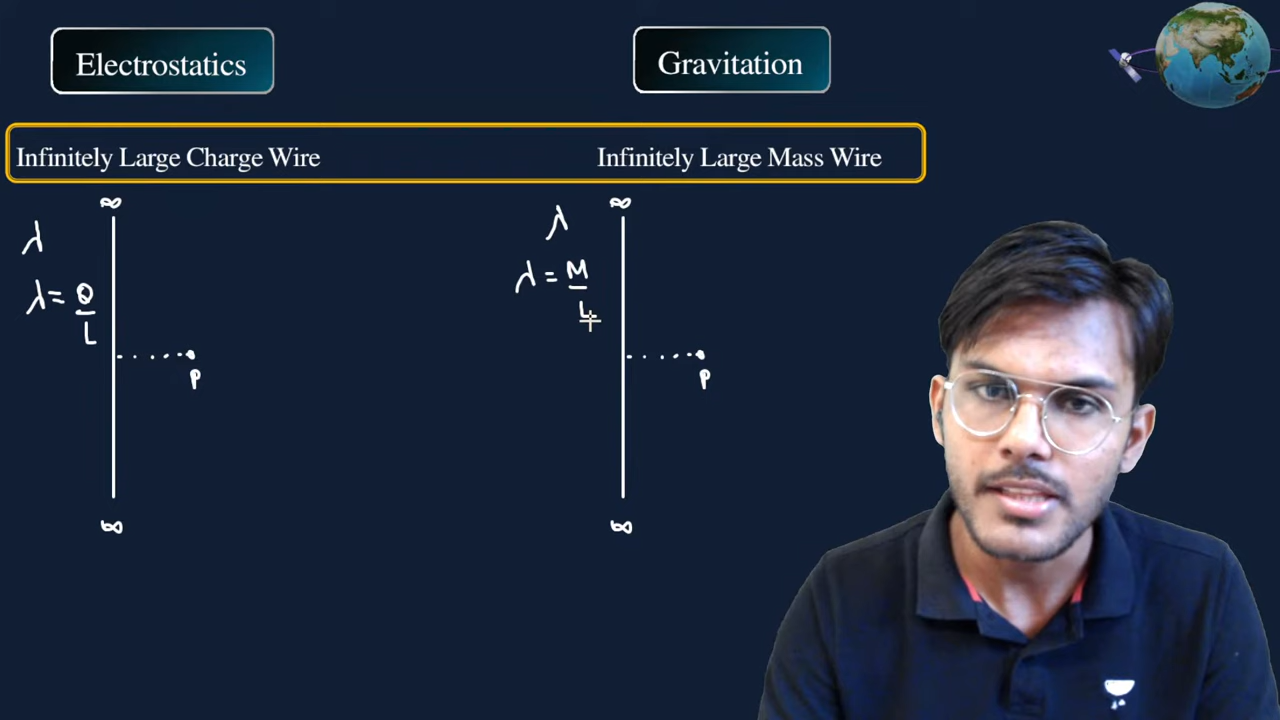 Electrostatics
Gravitation
Infinitely Large Charge Wire
Infinitely Large Mass Wire
∞
λ
λ = Q
L
P
∞
∞
λ
λ = M
L
P
∞